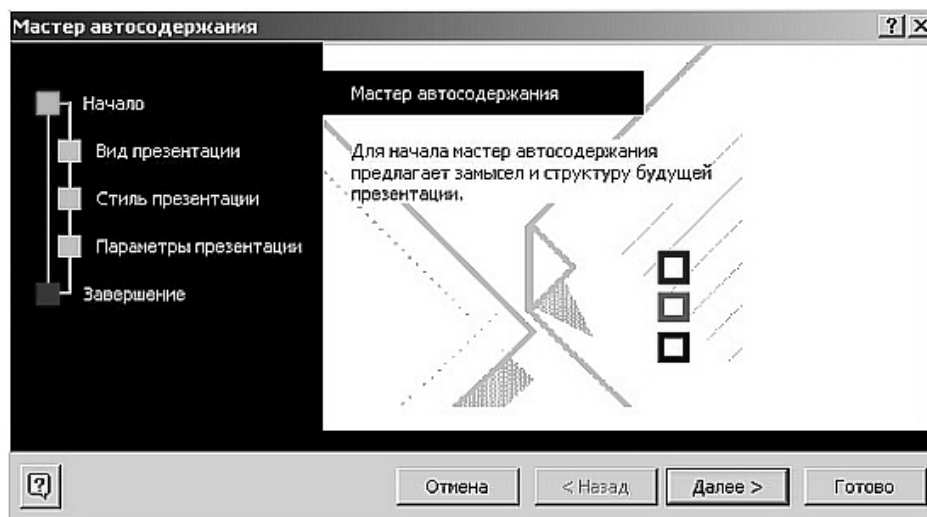 Мастер автосодержания
Начало
Вид презентации
Стиль презентации
Параметры презентации
Завершение
Мастер автосодержания
Для начала мастер автосодержания
предлагает замысел и структуру будущей
презентации.
Отмена
< Назад
Далее >
Готово